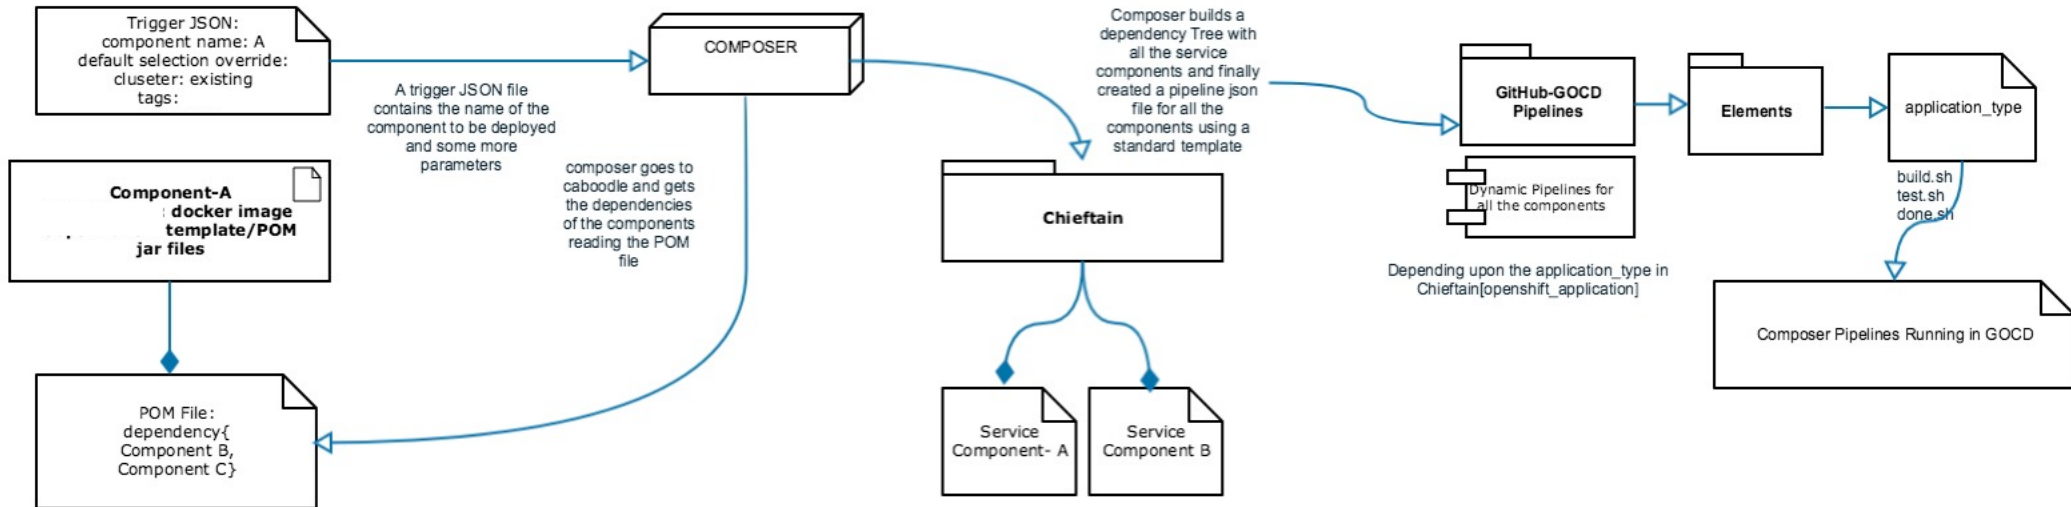 Trigger JSON:
component name: A
default selection override:
cluseter: existing
tags:
A trigger JSON file
contains the name of the
component to be deployed
and some more
parameters
COMPOSER
composer goes to
caboodle and gets
the dependencies
of the components
reading the POM
file
Component-A
: docker image
template/POM
jar files
POM File:
dependency{
Component B,
Component C}
Composer builds a
dependency Tree with
all the service
components and finally
created a pipeline json
file for all the
components using a
standard template
Chieftain
Service
Component- A
Service
Component B
GitHub-GOCD
Pipelines
Dynamic Pipelines for
all the components
Depending upon the application_type in
Chieftain[openshift_application]
Elements
application_type
build.sh
test.sh
done.sh
Composer Pipelines Running in GOCD